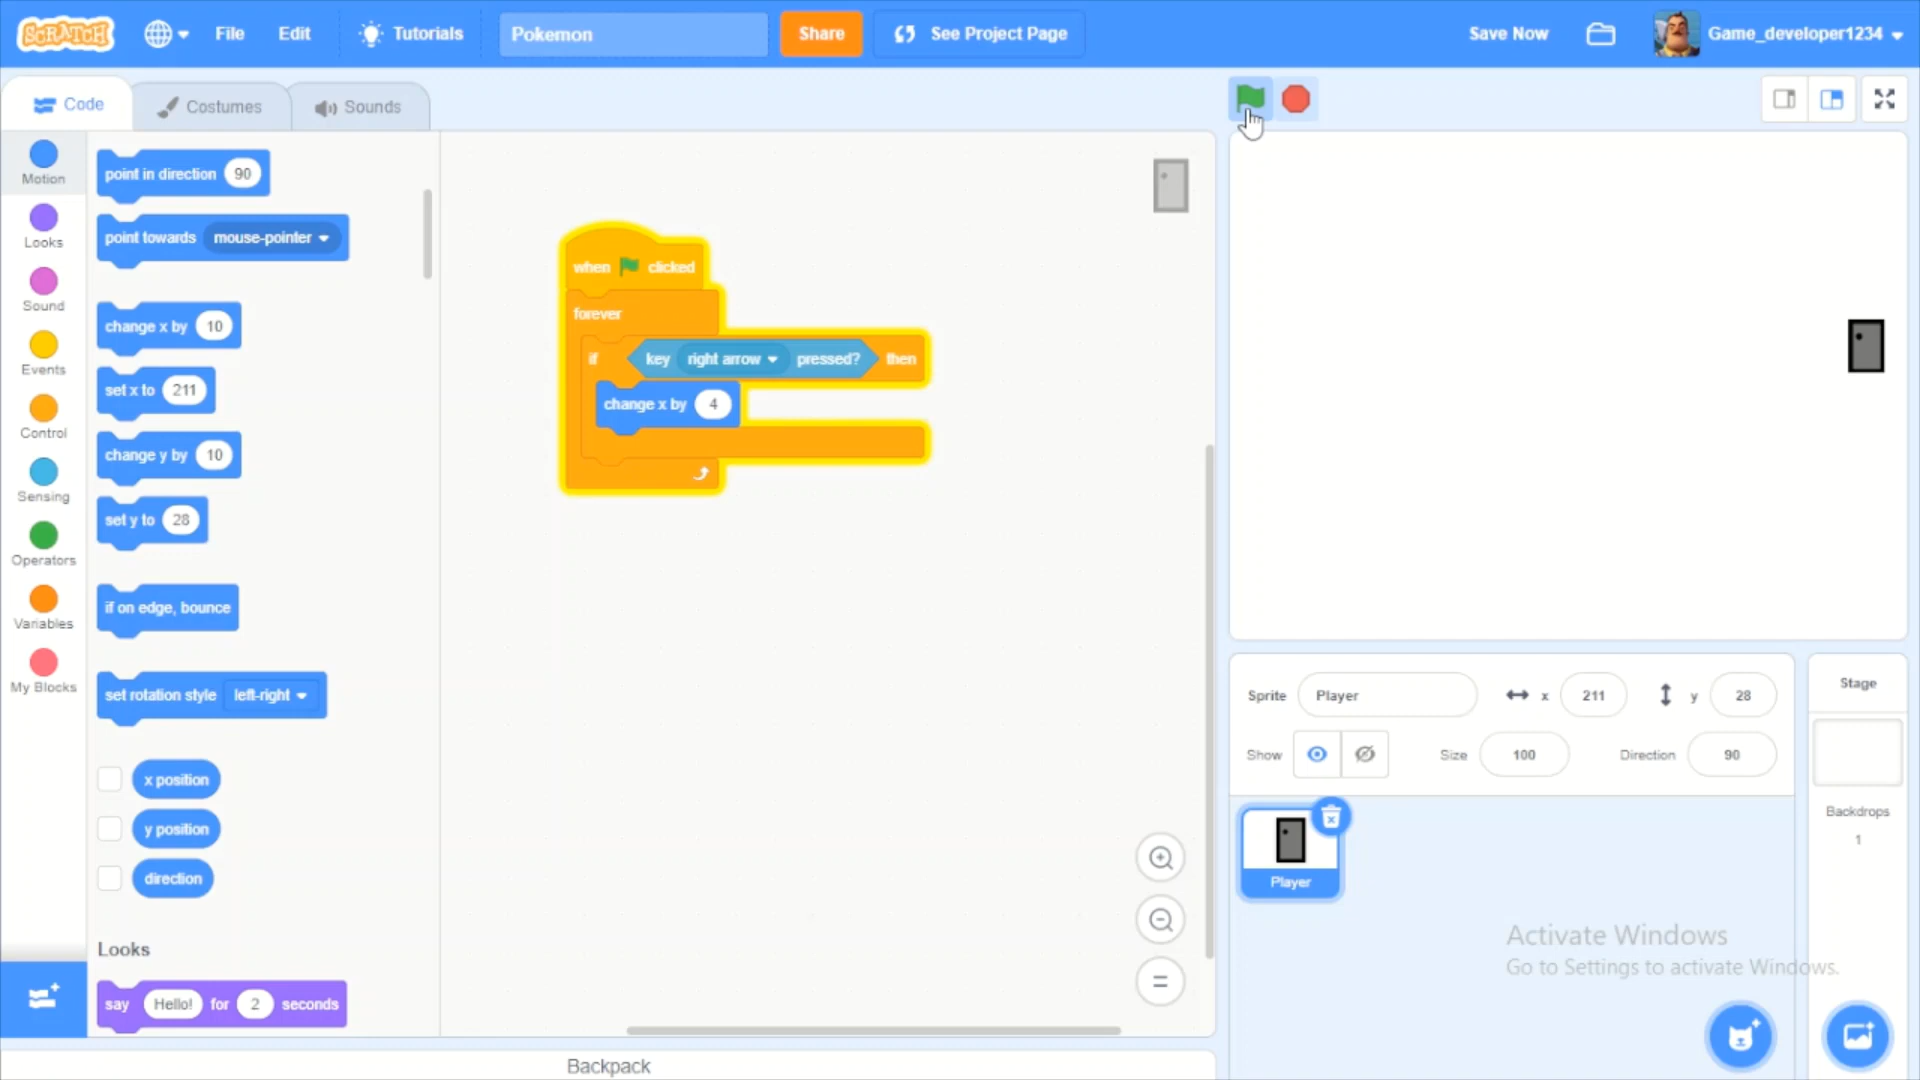 SCRATCH
File
Edit
Tutorials
Pokemon
Share
See Project Page
Save Now
Game_developer1234
Code
Costumes
Sounds
Motion
Looks
Sound
Events
Control
Sensing
Operators
Variables
My Blocks
point in direction 90
point towards mouse-pointer
change x by 10
set x to 211
change y by 10
set y to 28
if on edge, bounce
set rotation style left-right
x position
y position
direction
Looks
say Hello! for 2 seconds
when clicked
forever
if key right arrow pressed? then
change x by 4
Backpack
Sprite Player x 211 y 28
Show Size 100 Direction 90
Player
Stage
Backdrops
1
Activate Windows
Go to Settings to activate Windows.